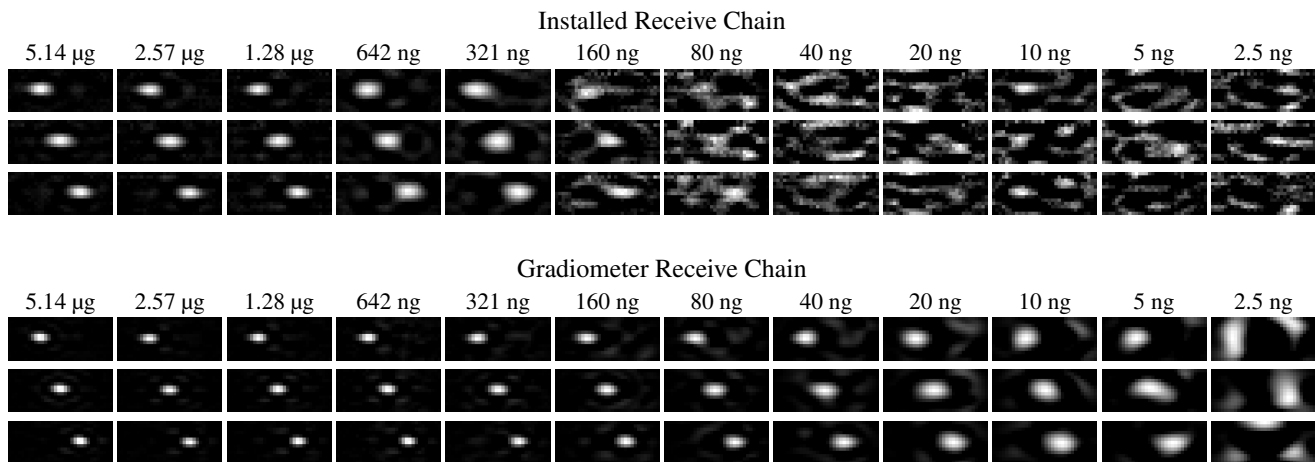 Installed Receive Chain
5.14 µg 2.57 µg 1.28 µg 642 ng 321 ng 160 ng 80 ng 40 ng 20 ng 10 ng 5 ng 2.5 ng
Gradiometer Receive Chain
5.14 µg 2.57 µg 1.28 µg 642 ng 321 ng 160 ng 80 ng 40 ng 20 ng 10 ng 5 ng 2.5 ng